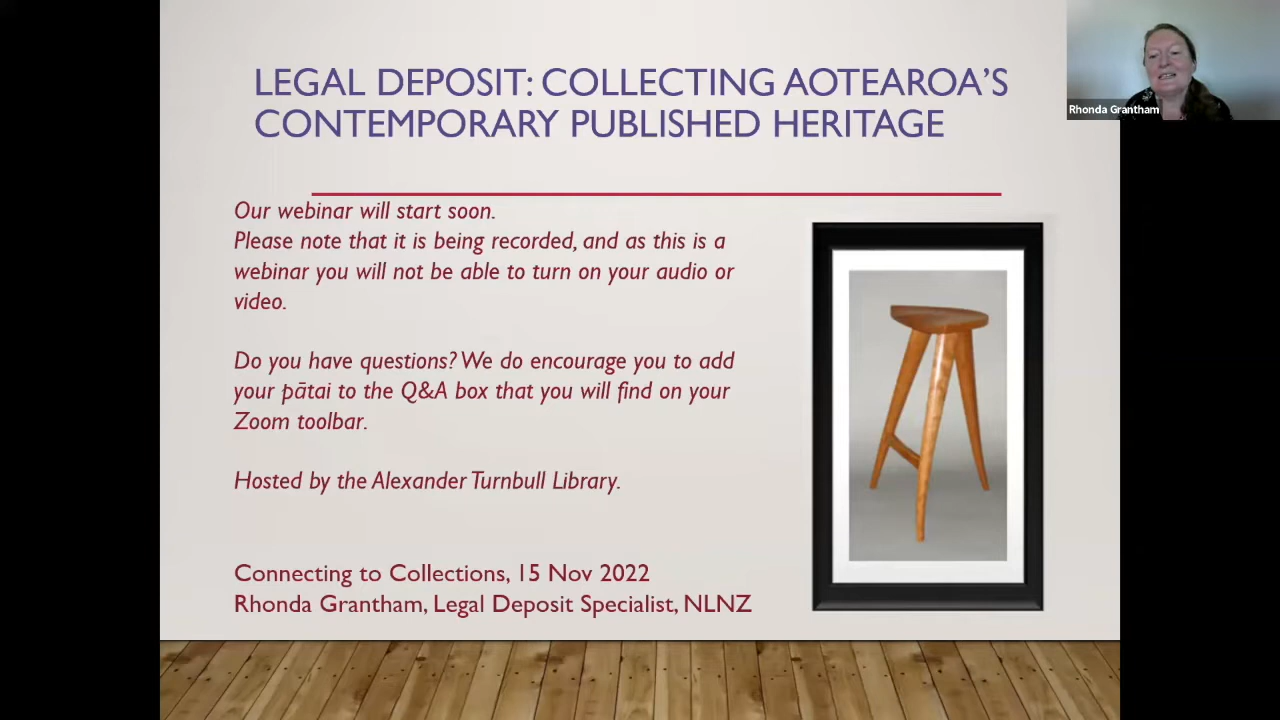 LEGAL DEPOSIT: COLLECTING AOTEAROA'S
CONTEMPORARY PUBLISHED HERITAGE
Rhonda Grantham
Our webinar will start soon.
Please note that it is being recorded, and as this is a
webinar you will not be able to turn on your audio or
video.
Do you have questions? We do encourage you to add
your pātai to the Q&A box that you will find on your
Zoom toolbar.
Hosted by the Alexander Turnbull Library.
Connecting to Collections, 15 Nov 2022
Rhonda Grantham, Legal Deposit Specialist, NLNZ